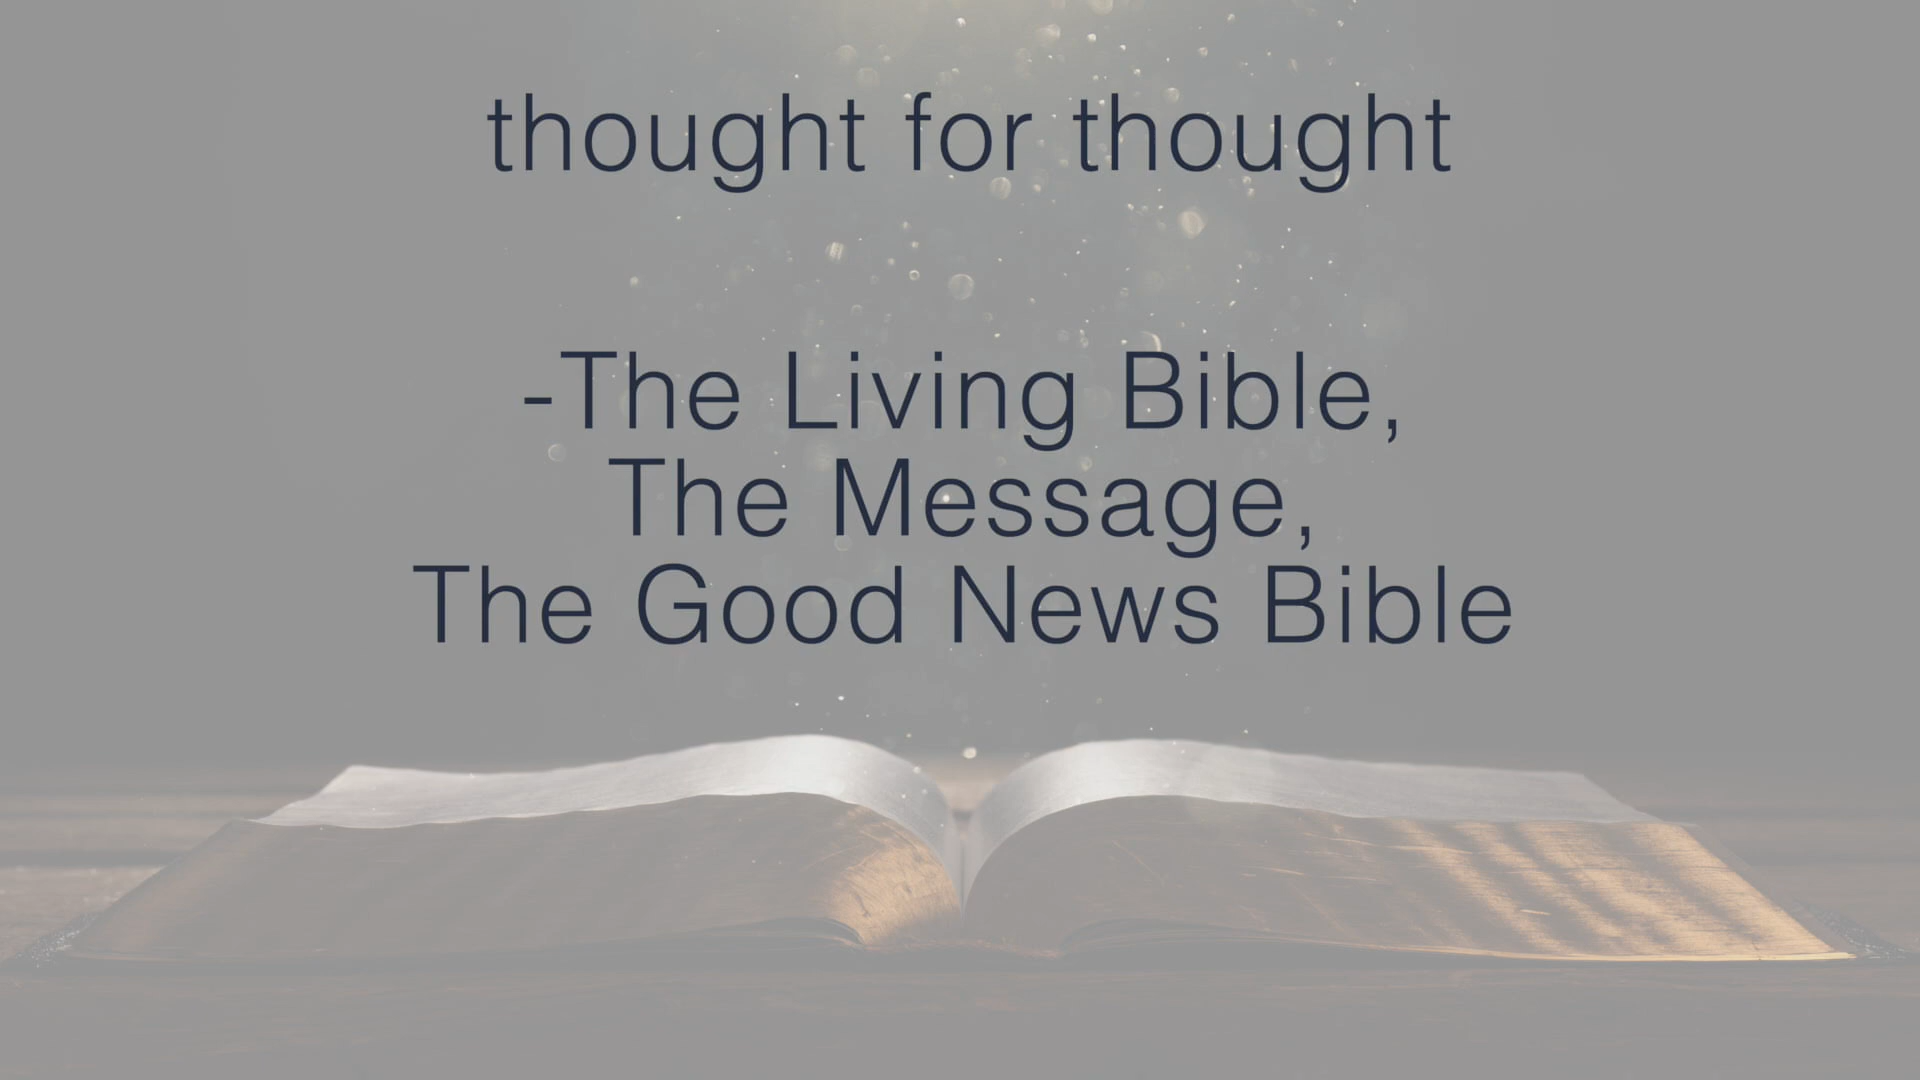 thought for thought
-The Living Bible,
The Message,
The Good News Bible